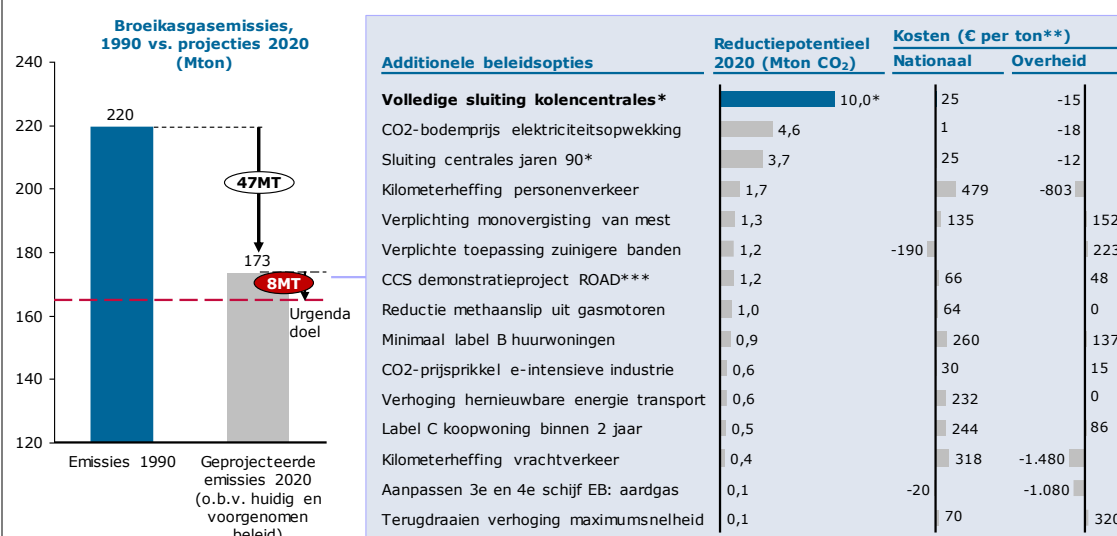 Broeikasgasemissies,
1990 vs. projecties 2020
(Mton)
240
220
200
180
160
140
120
220
47MT
173
8MT
Urgenda
doel
Emissies 1990
Geprojecteerde
emissies 2020
(o.b.v. huidig en
voorgenomen
beleid)
Kosten (€ per ton**)
Reductiepotentieel
Additionele beleidsopties 2020 (Mton CO₂) Nationaal Overheid
Volledige sluiting kolencentrales* 10,0* 25 -15
CO2-bodemprijs elektriciteitsopwekking 4,6 1 -18
Sluiting centrales jaren 90* 3,7 25 -12
Kilometerheffing personenverkeer 1,7 479 -803
Verplichting monovergisting van mest 1,3 135 152
Verplichte toepassing zuinigere banden 1,2 -190 223
CCS demonstratieproject ROAD*** 1,2 66 48
Reductie methaanslip uit gasmotoren 1,0 64 0
Minimaal label B huurwoningen 0,9 260 137
CO2-prijsprikkel e-intensieve industrie 0,6 30 15
Verhoging hernieuwbare energie transport 0,6 232 0
Label C koopwoning binnen 2 jaar 0,5 244 86
Kilometerheffing vrachtverkeer 0,4 318 -1.480
Aanpassen 3e en 4e schijf EB: aardgas 0,1 -20 -1.080
Terugdraaien verhoging maximumsnelheid 0,1 70 320